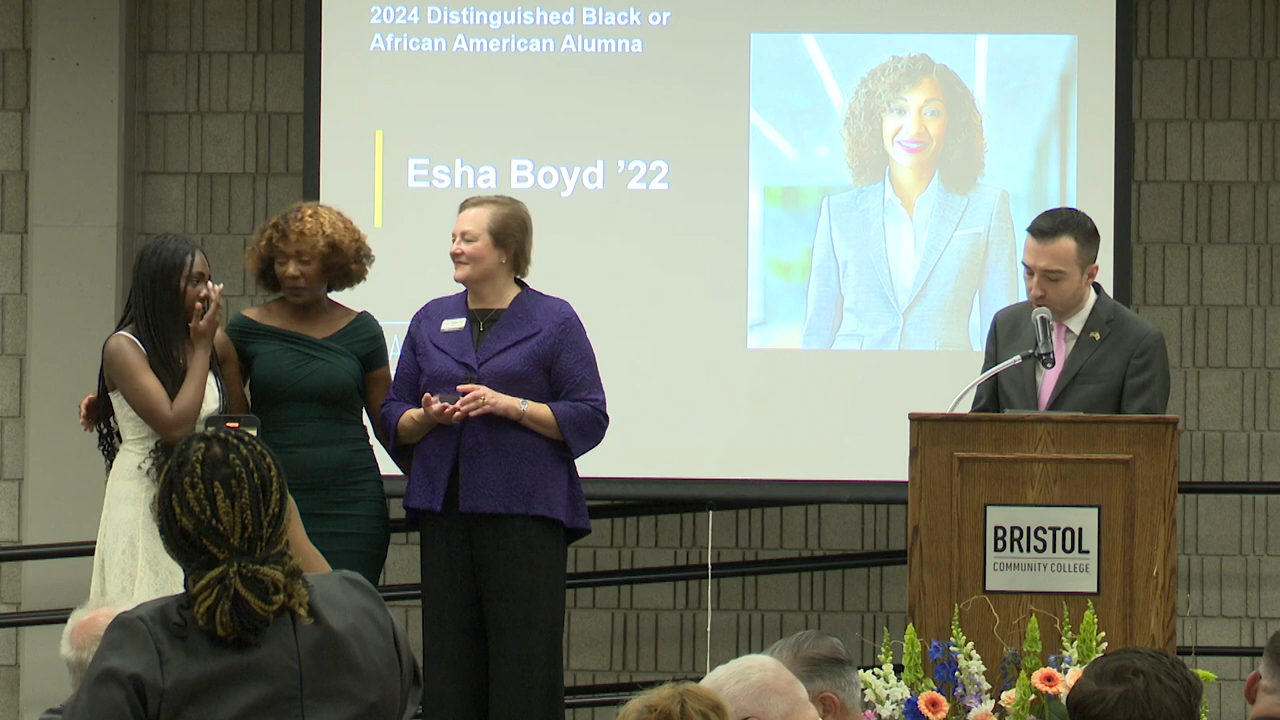 2024 Distinguished Black or
African American Alumna
Esha Boyd ’22
BRISTOL
COMMUNITY COLLEGE